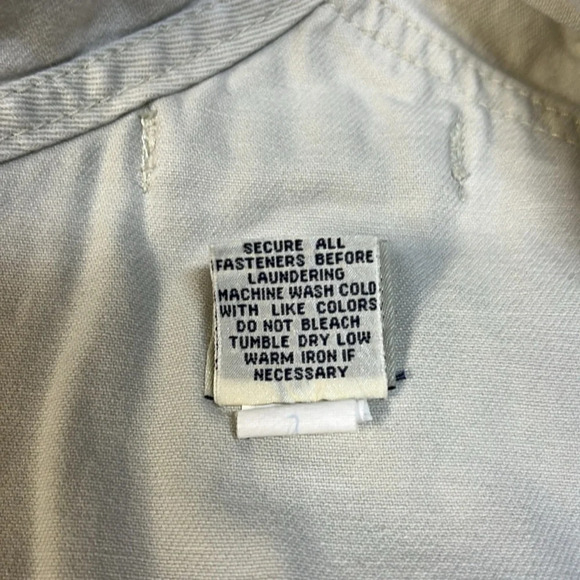 SECURE ALL
FASTENERS BEFORE
LAUNDERING
MACHINE WASH COLD
WITH LIKE COLORS
DO NOT BLEACH
TUMBLE DRY LOW
WARM IRON IF
NECESSARY